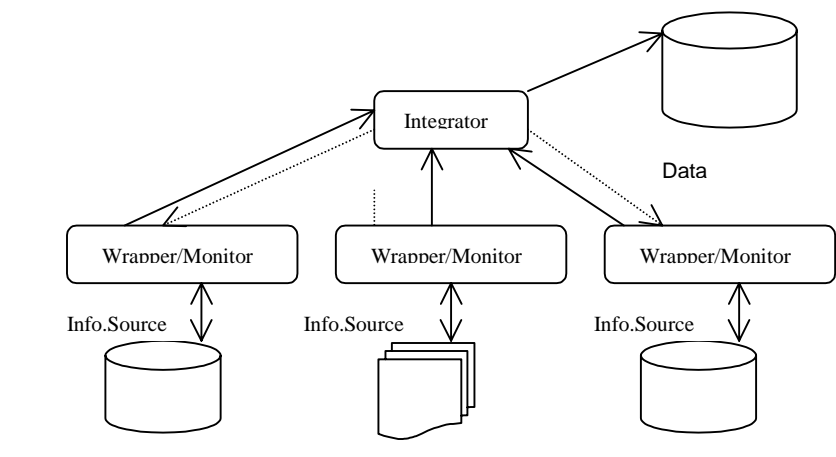 Integrator
Data
Wrapper/Monitor
Wrapper/Monitor
Wrapper/Monitor
Info.Source
Info.Source
Info.Source